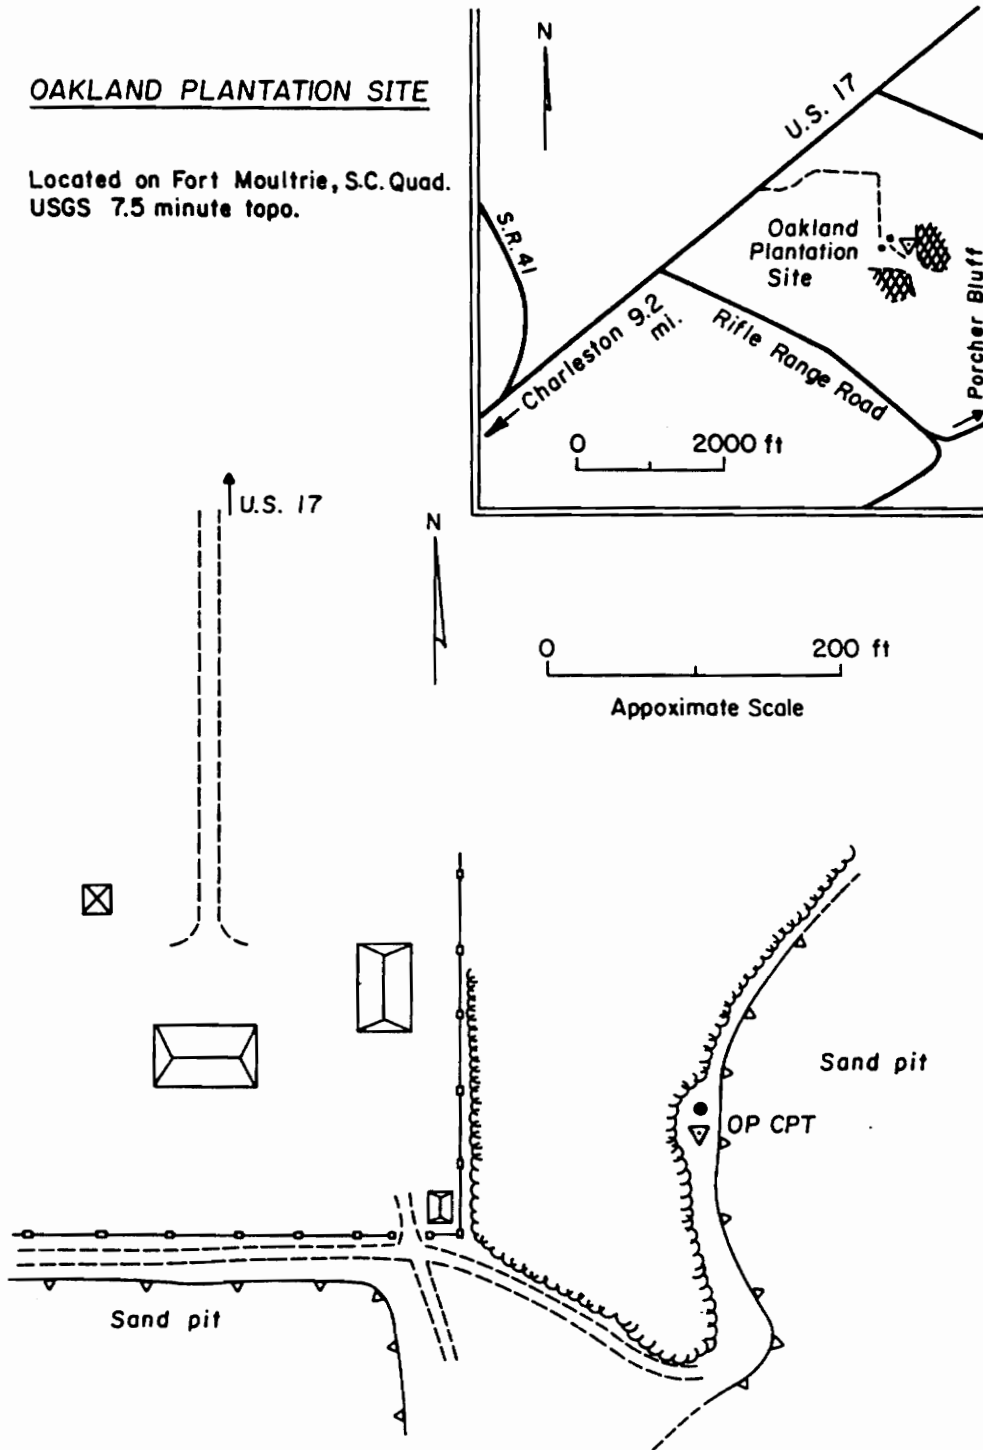 OAKLAND PLANTATION SITE
Located on Fort Moultrie, S.C. Quad.
USGS 7.5 minute topo.
N
U.S. 17
S.R. 41
Oakland
Plantation
Site
Porcher Bluff
Charleston 9.2
mi.
Rifle Range Road
0 2000 ft
U.S. 17
N
0 200 ft
Appoximate Scale
Sand pit
OP CPT
Sand pit